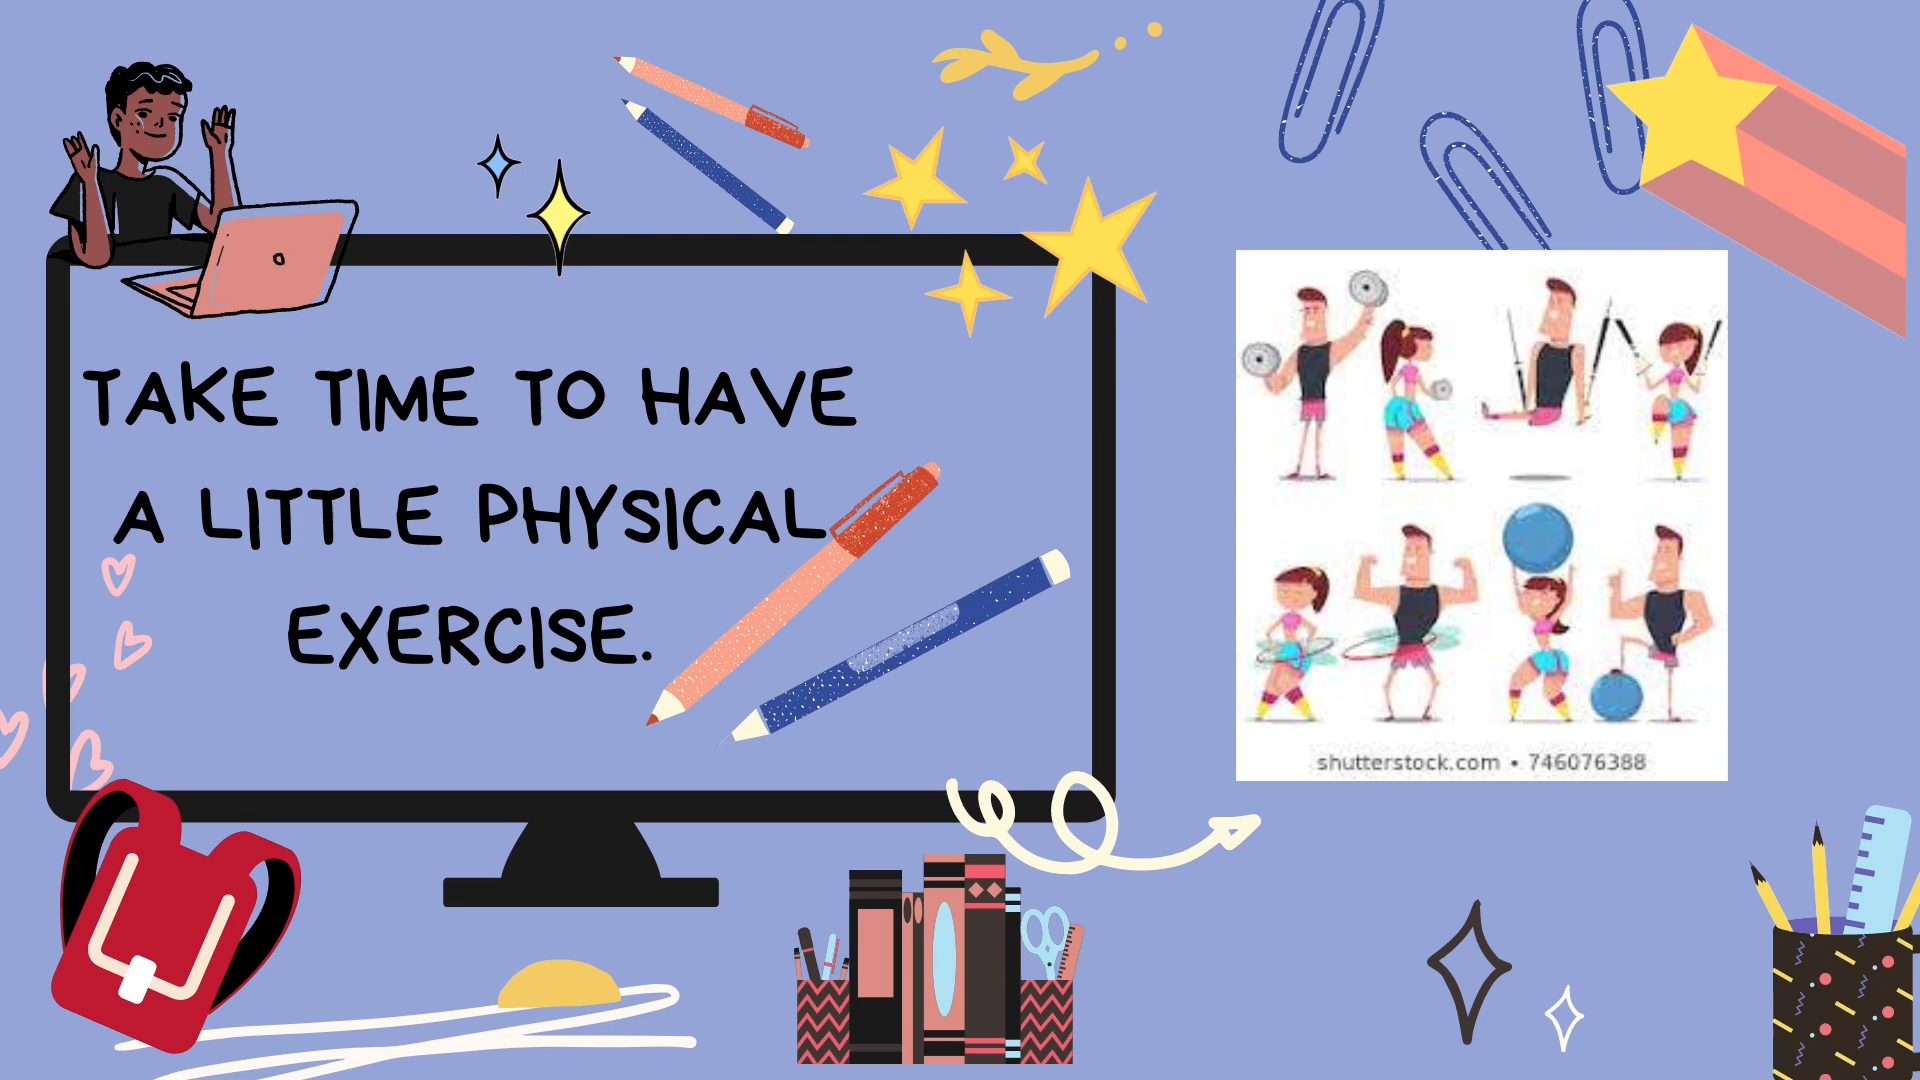 TAKE TIME TO HAVE
A LITTLE PHYSICAL
EXERCISE.
shutterstock.com • 746076388